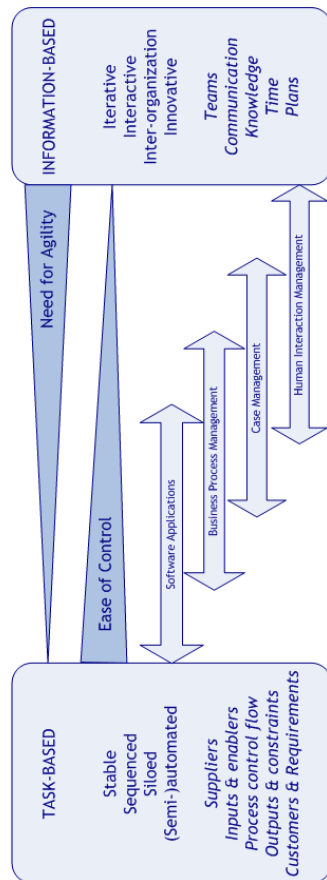 TASK-BASED
Stable
Sequenced
Siloed
(Semi-)automated
Suppliers
Inputs & enablers
Process control flow
Outputs & constraints
Customers & Requirements
Need for Agility
Ease of Control
Software Applications
Business Process Management
Case Management
Human Interaction Management
INFORMATION-BASED
Iterative
Interactive
Inter-organization
Innovative
Teams
Communication
Knowledge
Time
Plans